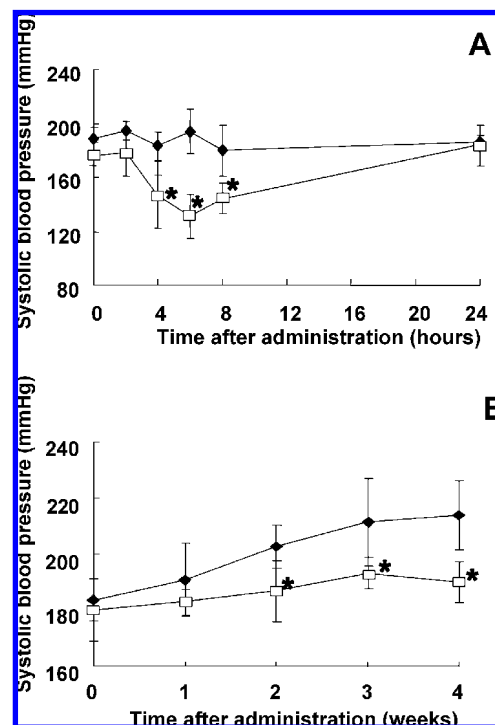 A
Systolic blood pressure (mmHg)
240
200
160
120
80
* * *
0 4 8 12 16 20 24
Time after administration (hours)
B
Systolic blood pressure (mmHg)
240
220
200
180
160
* * *
0 1 2 3 4
Time after administration (weeks)